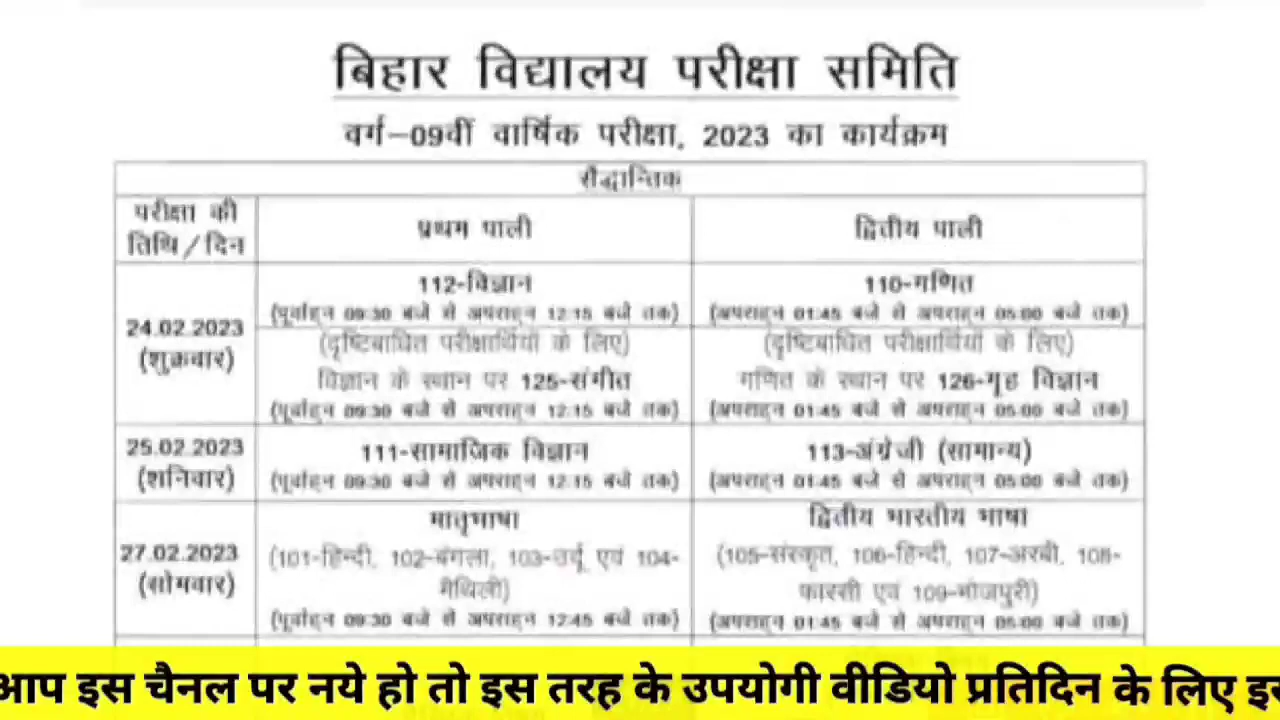 बिहार विद्यालय परीक्षा समिति
वर्ग–09वीं वार्षिक परीक्षा, 2023 का कार्यक्रम
सैद्धान्तिक
परीक्षा की तिथि/दिन
प्रथम पाली
द्वितीय पाली
24.02.2023
(शुक्रवार)
112-विज्ञान
(पूर्वाहन 09:30 बजे से अपराहन 12:15 बजे तक)
110-गणित
(अपराहन 01:45 बजे से अपराहन 05:00 बजे तक)
(दृष्टिबाधित परीक्षार्थियों के लिए)
विज्ञान के स्थान पर 125-संगीत
(पूर्वाहन 09:30 बजे से अपराहन 12:15 बजे तक)
(दृष्टिबाधित परीक्षार्थियों के लिए)
गणित के स्थान पर 126-गृह विज्ञान
(अपराहन 01:45 बजे से अपराहन 05:00 बजे तक)
25.02.2023
(शनिवार)
111-सामाजिक विज्ञान
(पूर्वाहन 09:30 बजे से अपराहन 12:15 बजे तक)
113-अंग्रेजी (सामान्य)
(अपराहन 01:45 बजे से अपराहन 05:00 बजे तक)
27.02.2023
(सोमवार)
मातृभाषा
(101-हिन्दी, 102-बंगला, 103-उर्दू एवं 104-
मैथिली)
(पूर्वाहन 09:30 बजे से अपराहन 12:45 बजे तक)
द्वितीय भारतीय भाषा
(105-संस्कृत, 106-हिन्दी, 107-अरबी, 108-
फारसी एवं 109-भोजपुरी)
(अपराहन 01:45 बजे से अपराहन 05:00 बजे तक)
आप इस चैनल पर नये हो तो इस तरह के उपयोगी वीडियो प्रतिदिन के लिए